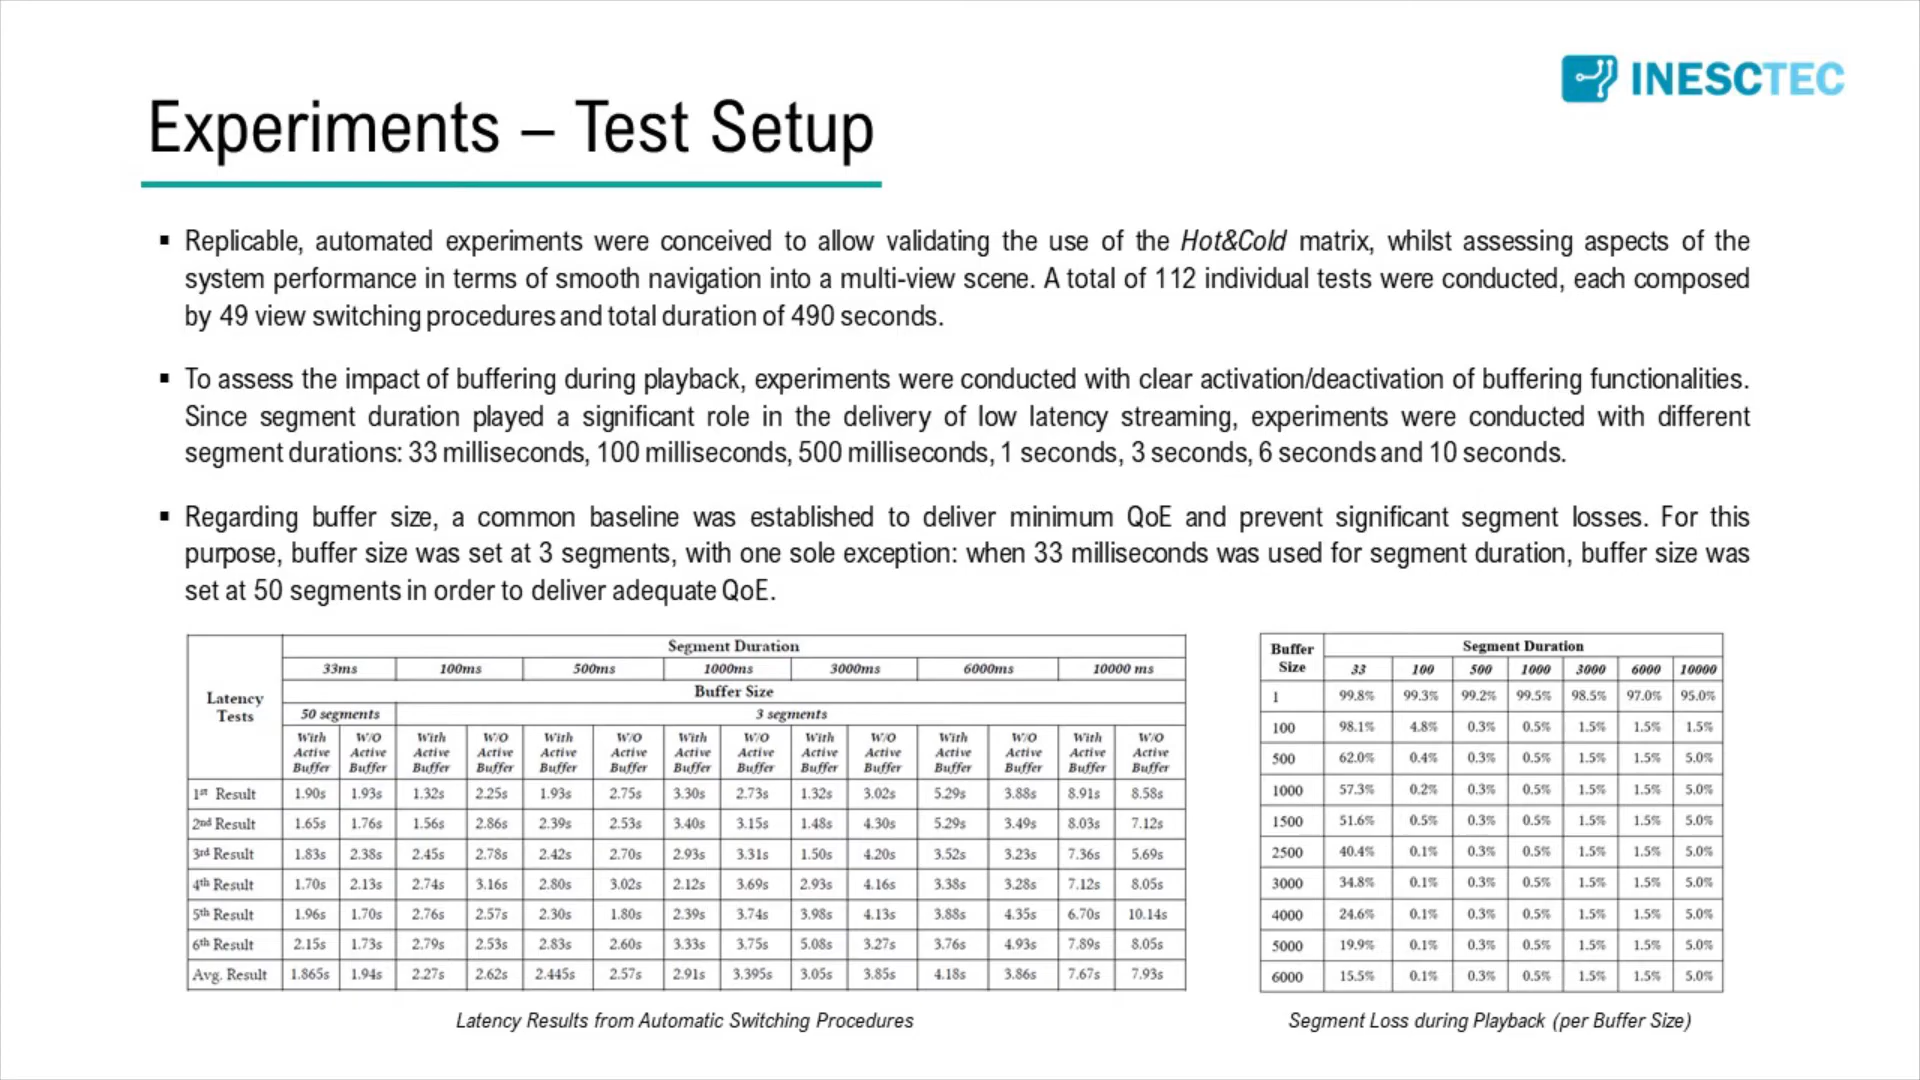 INESCTEC
Experiments – Test Setup
▪ Replicable, automated experiments were conceived to allow validating the use of the Hot&Cold matrix, whilst assessing aspects of the
system performance in terms of smooth navigation into a multi-view scene. A total of 112 individual tests were conducted, each composed
by 49 view switching procedures and total duration of 490 seconds.
▪ To assess the impact of buffering during playback, experiments were conducted with clear activation/deactivation of buffering functionalities.
Since segment duration played a significant role in the delivery of low latency streaming, experiments were conducted with different
segment durations: 33 milliseconds, 100 milliseconds, 500 milliseconds, 1 seconds, 3 seconds, 6 seconds and 10 seconds.
▪ Regarding buffer size, a common baseline was established to deliver minimum QoE and prevent significant segment losses. For this
purpose, buffer size was set at 3 segments, with one sole exception: when 33 milliseconds was used for segment duration, buffer size was
set at 50 segments in order to deliver adequate QoE.
Latency Tests
Segment Duration
33ms 100ms 500ms 1000ms 3000ms 6000ms 10000 ms
Buffer Size
50 segments 3 segments
With Active Buffer W/O Active Buffer With Active Buffer W/O Active Buffer With Active Buffer W/O Active Buffer With Active Buffer W/O Active Buffer With Active Buffer W/O Active Buffer With Active Buffer W/O Active Buffer With Active Buffer W/O Active Buffer
1st Result 1.90s 1.93s 1.32s 2.25s 1.93s 2.75s 3.30s 2.73s 1.32s 3.02s 5.29s 3.88s 8.91s 8.58s
2nd Result 1.65s 1.76s 1.56s 2.86s 2.39s 2.53s 3.40s 3.15s 1.48s 4.30s 5.29s 3.49s 8.03s 7.12s
3rd Result 1.83s 2.38s 2.45s 2.78s 2.42s 2.70s 2.93s 3.31s 1.50s 4.20s 3.52s 3.23s 7.36s 5.69s
4th Result 1.70s 2.13s 2.74s 3.16s 2.80s 3.02s 2.12s 3.69s 2.93s 4.16s 3.38s 3.28s 7.12s 8.05s
5th Result 1.96s 1.70s 2.76s 2.57s 2.30s 1.80s 2.39s 3.74s 3.98s 4.13s 3.88s 4.35s 6.70s 10.14s
6th Result 2.15s 1.73s 2.79s 2.53s 2.83s 2.60s 3.33s 3.75s 5.08s 3.27s 3.76s 4.93s 7.89s 8.05s
Avg. Result 1.865s 1.94s 2.27s 2.62s 2.445s 2.57s 2.91s 3.395s 3.05s 3.85s 4.18s 3.86s 7.67s 7.93s
Latency Results from Automatic Switching Procedures
Buffer Size
Segment Duration
33 100 500 1000 3000 6000 10000
1 99.8% 99.3% 99.2% 99.5% 98.5% 97.0% 95.0%
100 98.1% 4.8% 0.3% 0.5% 1.5% 1.5% 1.5%
500 62.0% 0.4% 0.3% 0.5% 1.5% 1.5% 5.0%
1000 57.3% 0.2% 0.3% 0.5% 1.5% 1.5% 5.0%
1500 51.6% 0.5% 0.3% 0.5% 1.5% 1.5% 5.0%
2500 40.4% 0.1% 0.3% 0.5% 1.5% 1.5% 5.0%
3000 34.8% 0.1% 0.3% 0.5% 1.5% 1.5% 5.0%
4000 24.6% 0.1% 0.3% 0.5% 1.5% 1.5% 5.0%
5000 19.9% 0.1% 0.3% 0.5% 1.5% 1.5% 5.0%
6000 15.5% 0.1% 0.3% 0.5% 1.5% 1.5% 5.0%
Segment Loss during Playback (per Buffer Size)